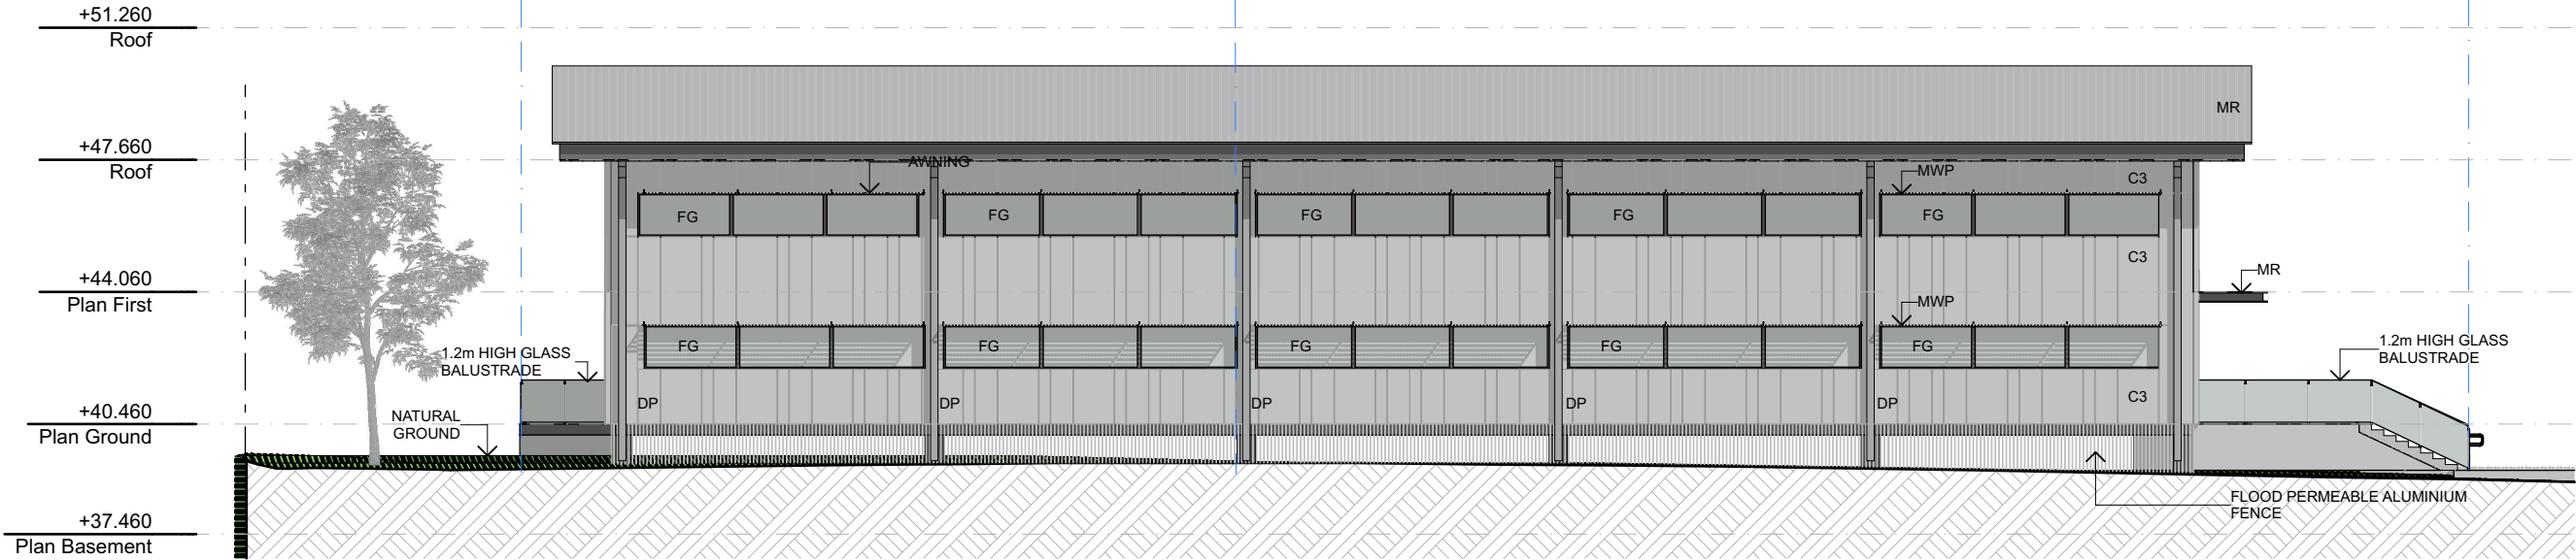 +51.260
Roof
MR
+47.660
Roof
AWNING
MWP
C3
FG
FG
FG
FG
FG
C3
MR
+44.060
Plan First
MWP
FG
FG
FG
FG
FG
1.2m HIGH GLASS
BALUSTRADE
1.2m HIGH GLASS
BALUSTRADE
DP
DP
DP
DP
DP
C3
+40.460
Plan Ground
NATURAL
GROUND
FLOOD PERMEABLE ALUMINIUM
FENCE
+37.460
Plan Basement